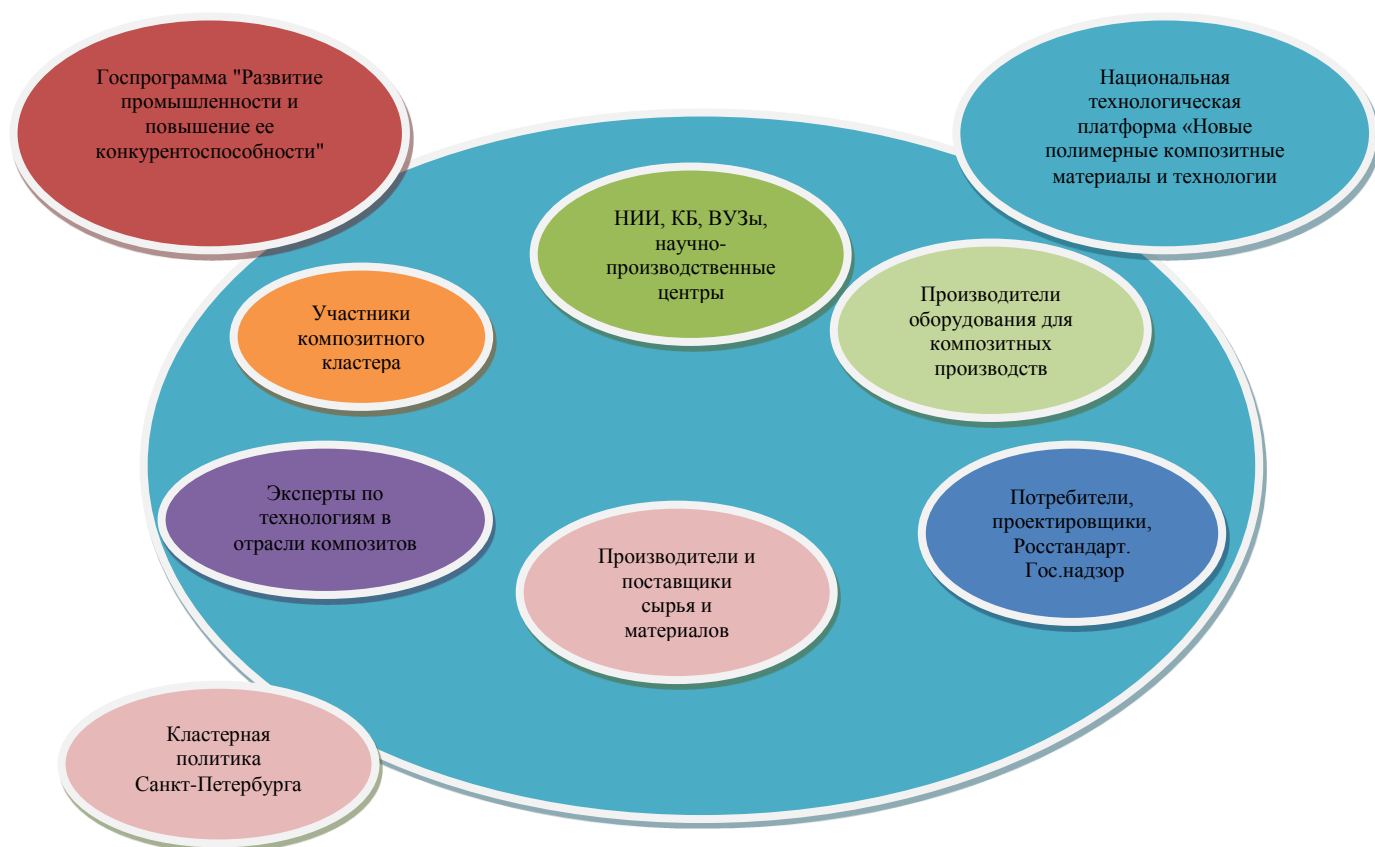 Госпрограмма "Развитие
промышленности и
повышение ее
конкурентоспособности"
Национальная
технологическая
платформа «Новые
полимерные композитные
материалы и технологии
НИИ, КБ, ВУЗы,
научно-
производственные
центры
Участники
композитного
кластера
Производители
оборудования для
композитных
производств
Эксперты по
технологиям в
отрасли композитов
Производители и
поставщики
сырья и
материалов
Потребители,
проектировщики,
Росстандарт.
Гос.надзор
Кластерная
политика
Санкт-Петербурга